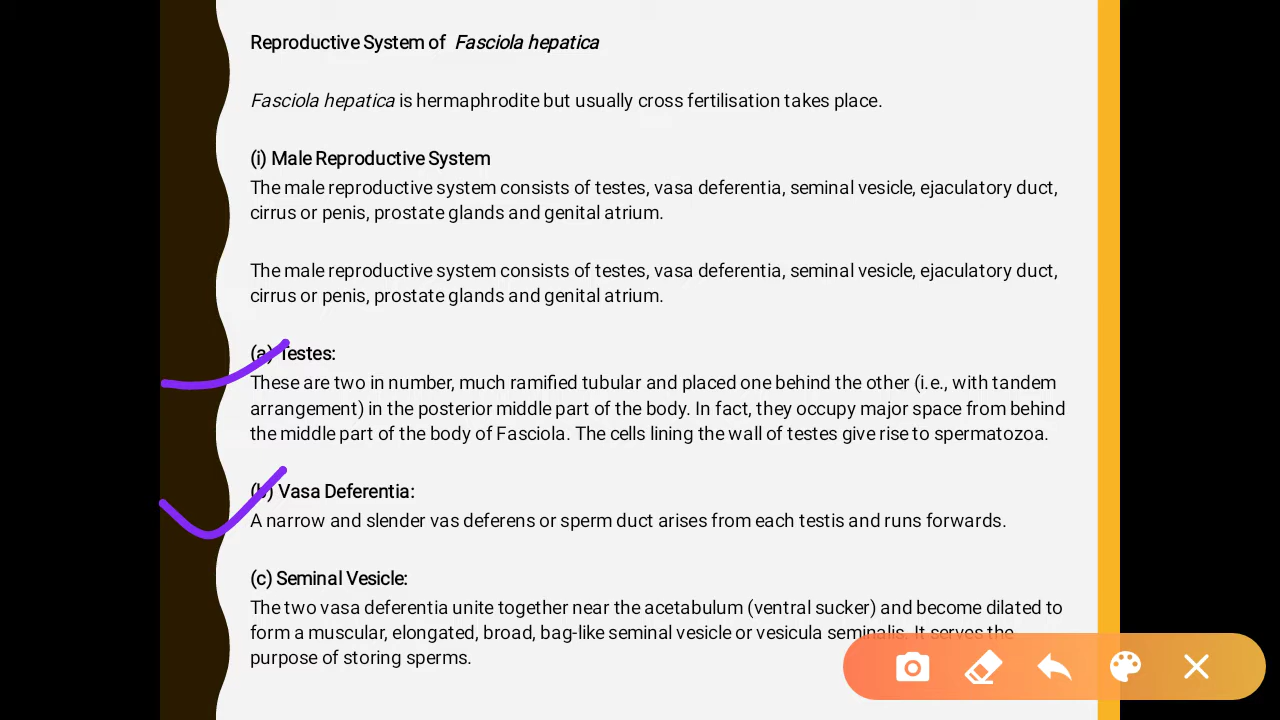 Reproductive System of Fasciola hepatica
Fasciola hepatica is hermaphrodite but usually cross fertilisation takes place.
(i) Male Reproductive System
The male reproductive system consists of testes, vasa deferentia, seminal vesicle, ejaculatory duct,
cirrus or penis, prostate glands and genital atrium.
The male reproductive system consists of testes, vasa deferentia, seminal vesicle, ejaculatory duct,
cirrus or penis, prostate glands and genital atrium.
(a) Testes:
These are two in number, much ramified tubular and placed one behind the other (i.e., with tandem
arrangement) in the posterior middle part of the body. In fact, they occupy major space from behind
the middle part of the body of Fasciola. The cells lining the wall of testes give rise to spermatozoa.
(b) Vasa Deferentia:
A narrow and slender vas deferens or sperm duct arises from each testis and runs forwards.
(c) Seminal Vesicle:
The two vasa deferentia unite together near the acetabulum (ventral sucker) and become dilated to
form a muscular, elongated, broad, bag-like seminal vesicle or vesicula seminalis. It serves the
purpose of storing sperms.